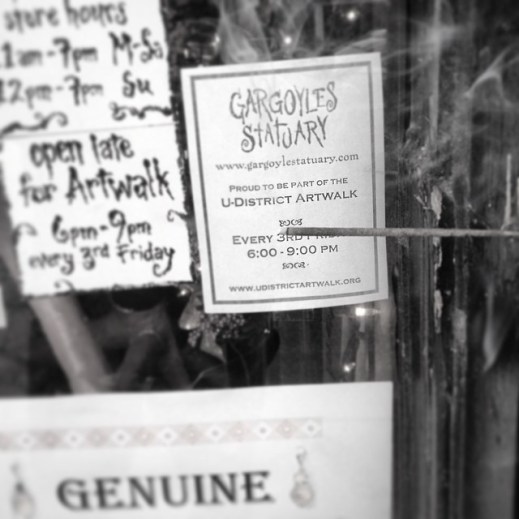 store hours
11am-7pm M-Sa
12pm-7pm Su
open late
for Artwalk
6pm-9pm
every 3rd Friday
GARGOYLES
STATUARY
www.gargoylestatuary.com
PROUD TO BE PART OF THE
U-DISTRICT ARTWALK
EVERY 3RD FRIDAY
6:00 - 9:00 PM
WWW.UDISTRICTARTWALK.ORG
GENUINE